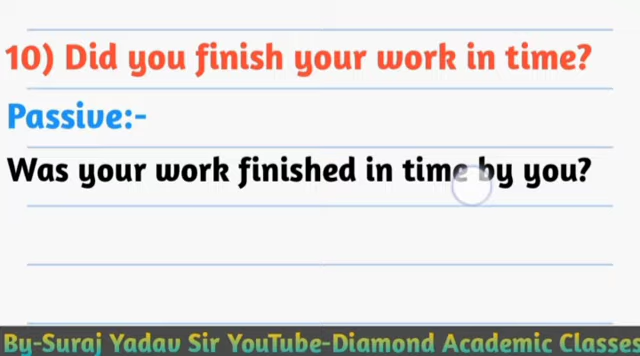 10) Did you finish your work in time?
Passive:-
Was your work finished in time by you?
By-Suraj Yadav Sir YouTube-Diamond Academic Classes